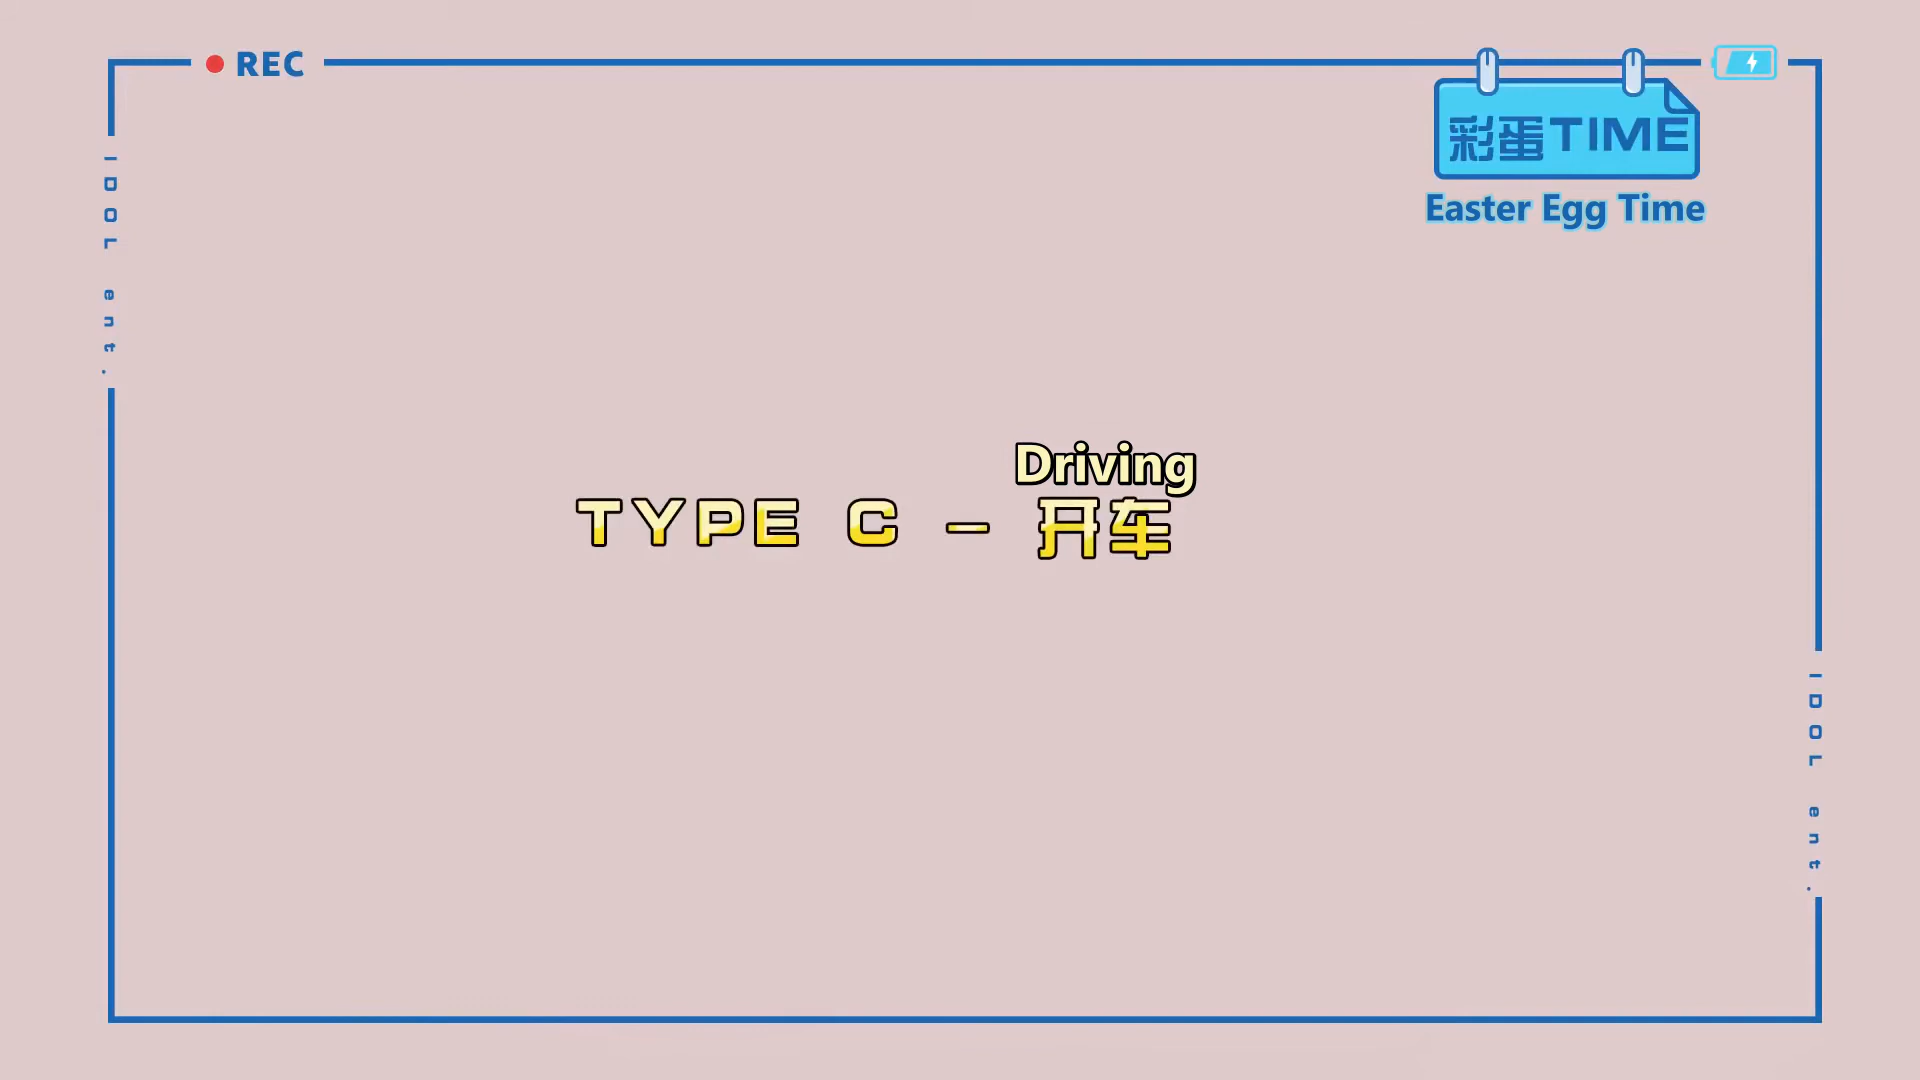 REC
彩蛋TIME
Easter Egg Time
IDOL ent.
Driving
TYPE C - 开车
IDOL ent.